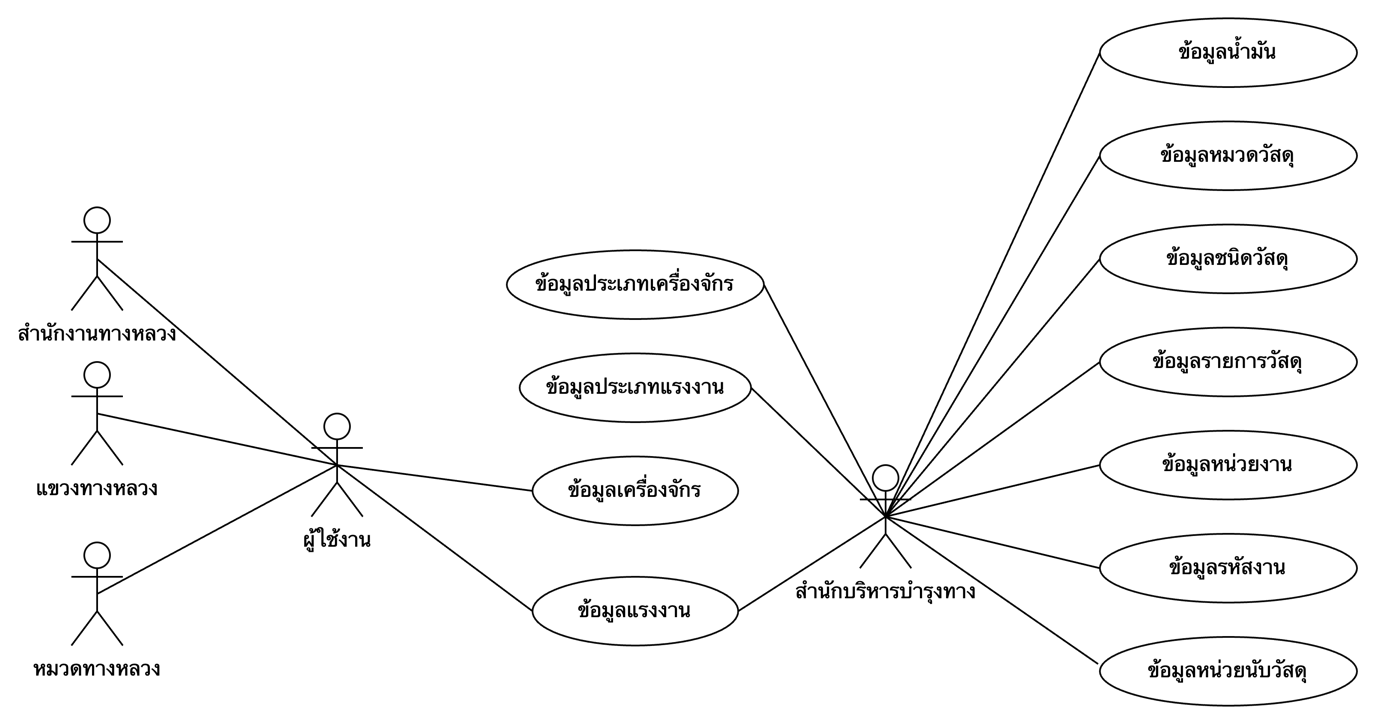 ข้อมูลน้ำมัน
ข้อมูลหมวดวัสดุ
ข้อมูลชนิดวัสดุ
ข้อมูลประเภทเครื่องจักร
สำนักงานทางหลวง
ข้อมูลรายการวัสดุ
ข้อมูลประเภทแรงงาน
ข้อมูลหน่วยงาน
แขวงทางหลวง
ข้อมูลเครื่องจักร
ผู้ใช้งาน
ข้อมูลรหัสงาน
สำนักบริหารบำรุงทาง
ข้อมูลแรงงาน
หมวดทางหลวง
ข้อมูลหน่วยนับวัสดุ